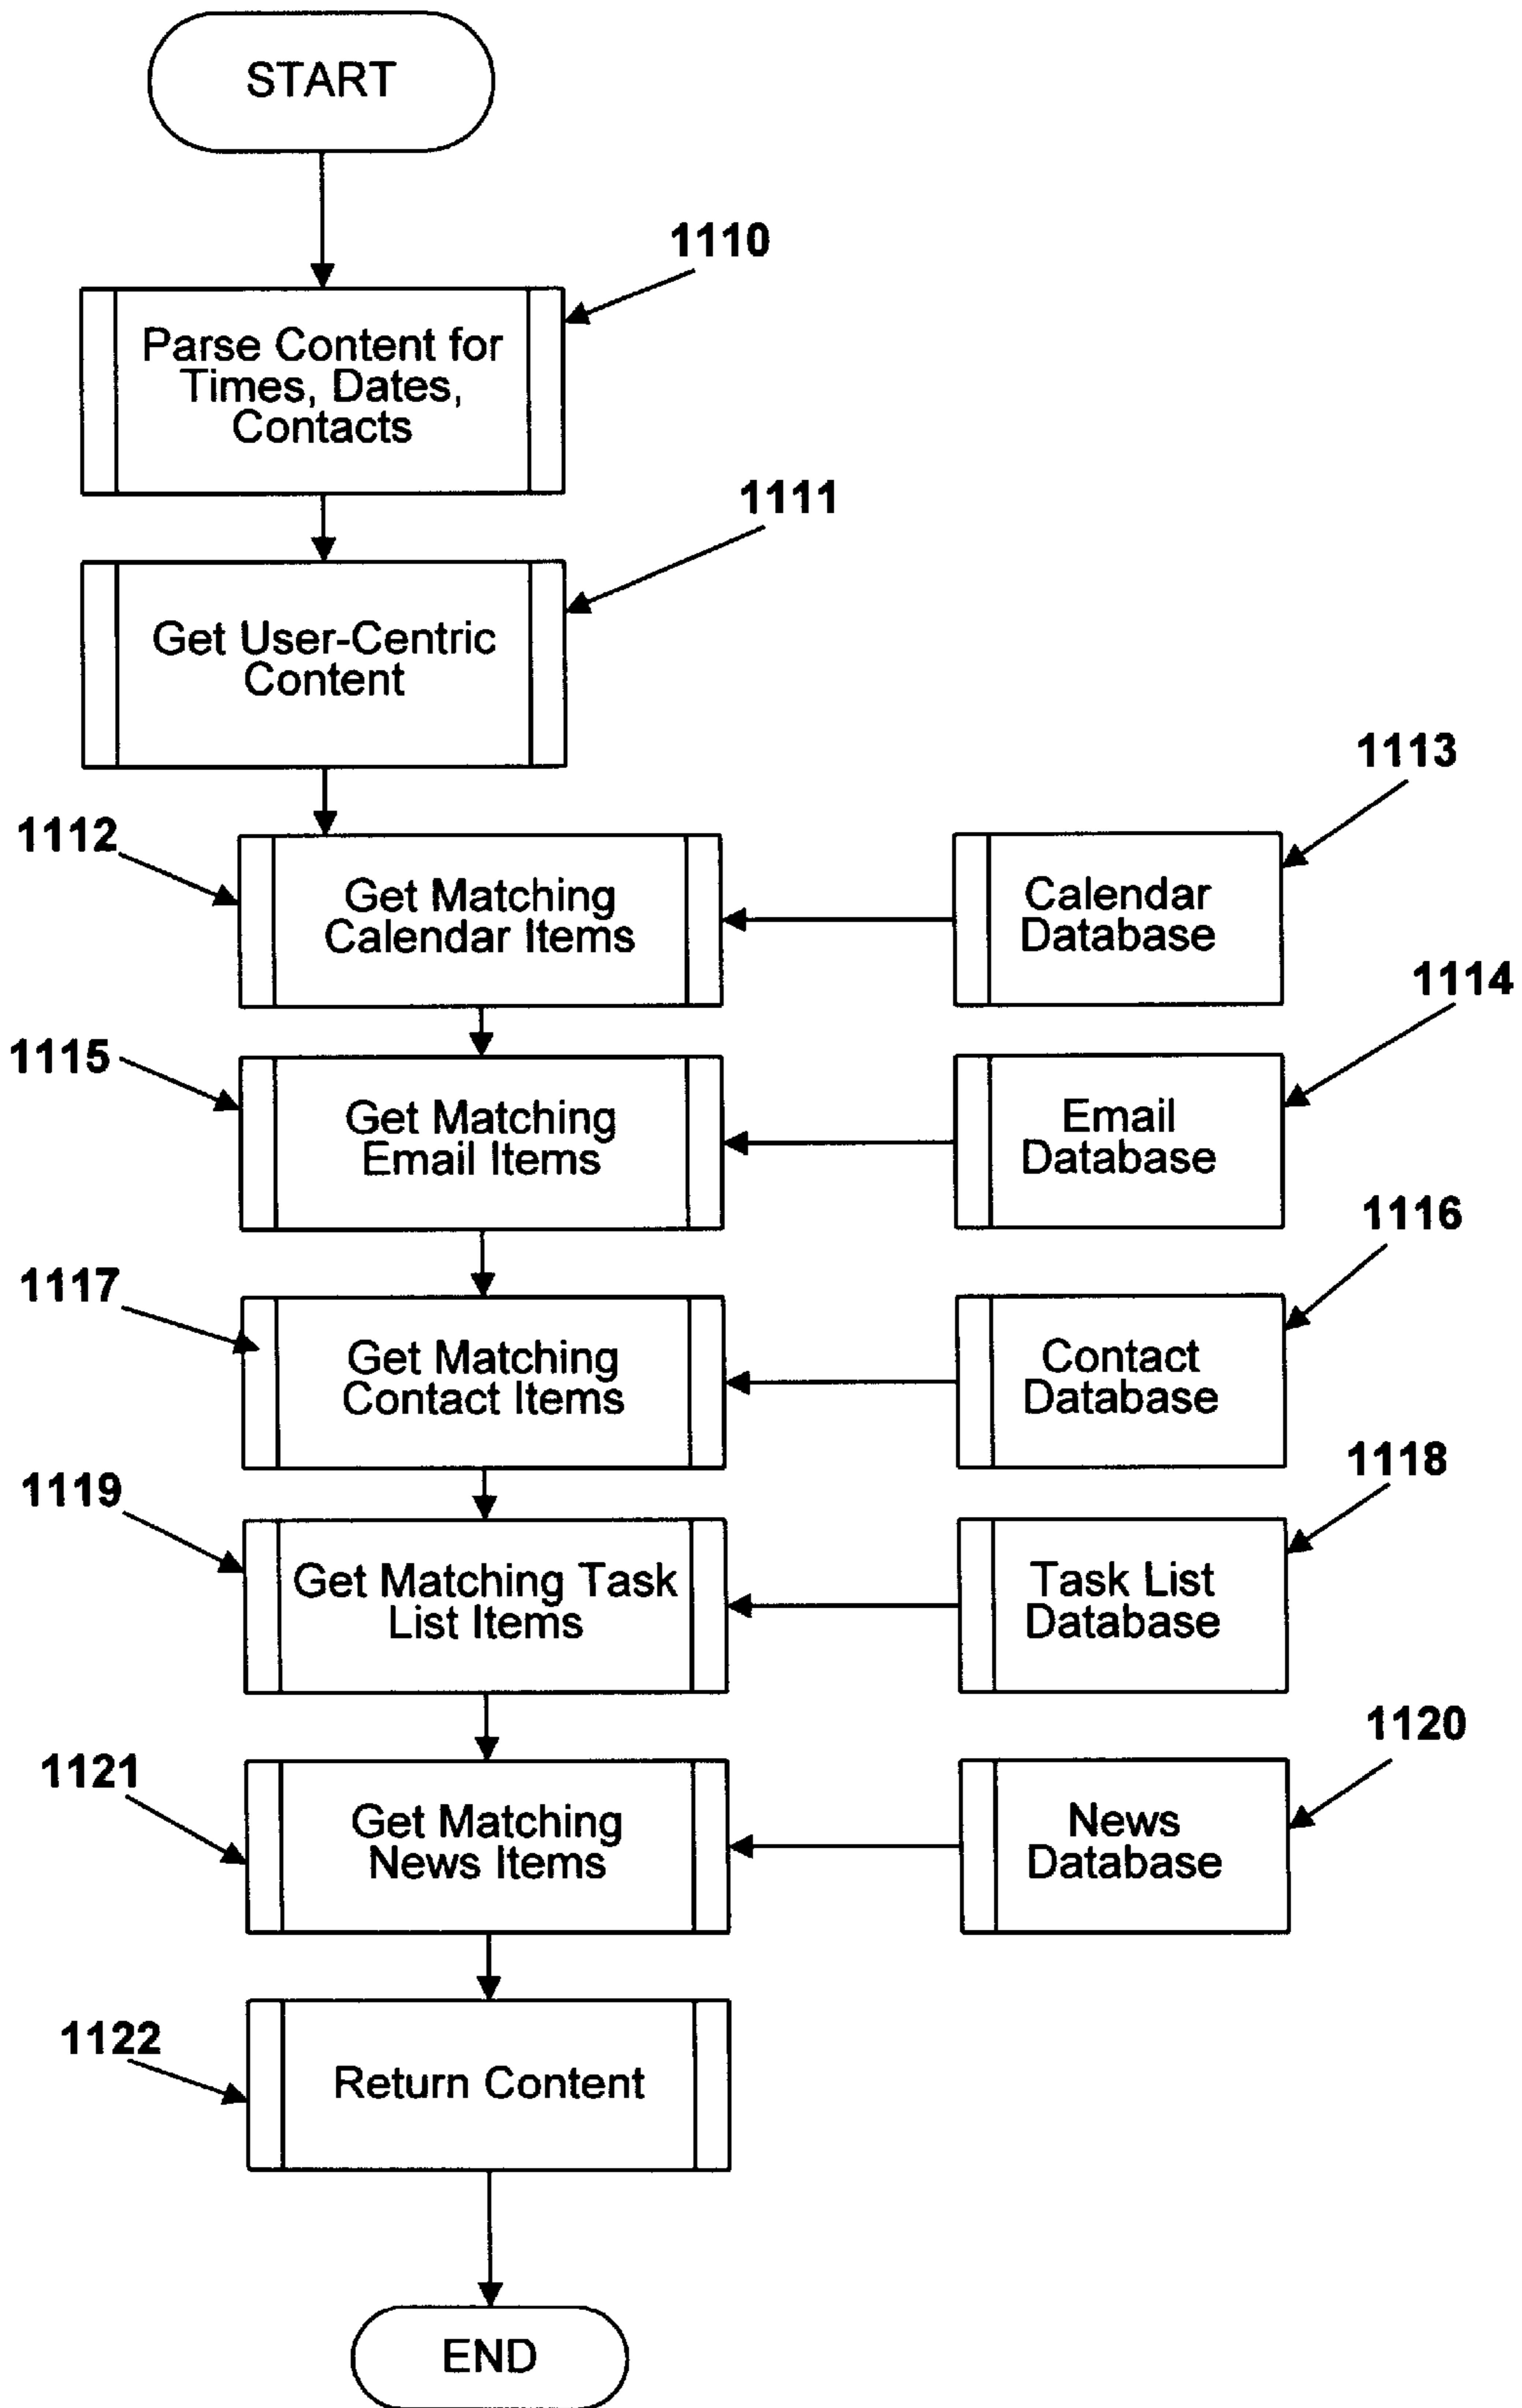 START
1110
Parse Content for
Times, Dates,
Contacts
1111
Get User-Centric
Content
1113
1112
Get Matching
Calendar Items
Calendar
Database
1114
1115
Get Matching
Email Items
Email
Database
1116
1117
Get Matching
Contact Items
Contact
Database
1118
1119
Get Matching Task
List Items
Task List
Database
1120
1121
Get Matching
News Items
News
Database
1122
Return Content
END